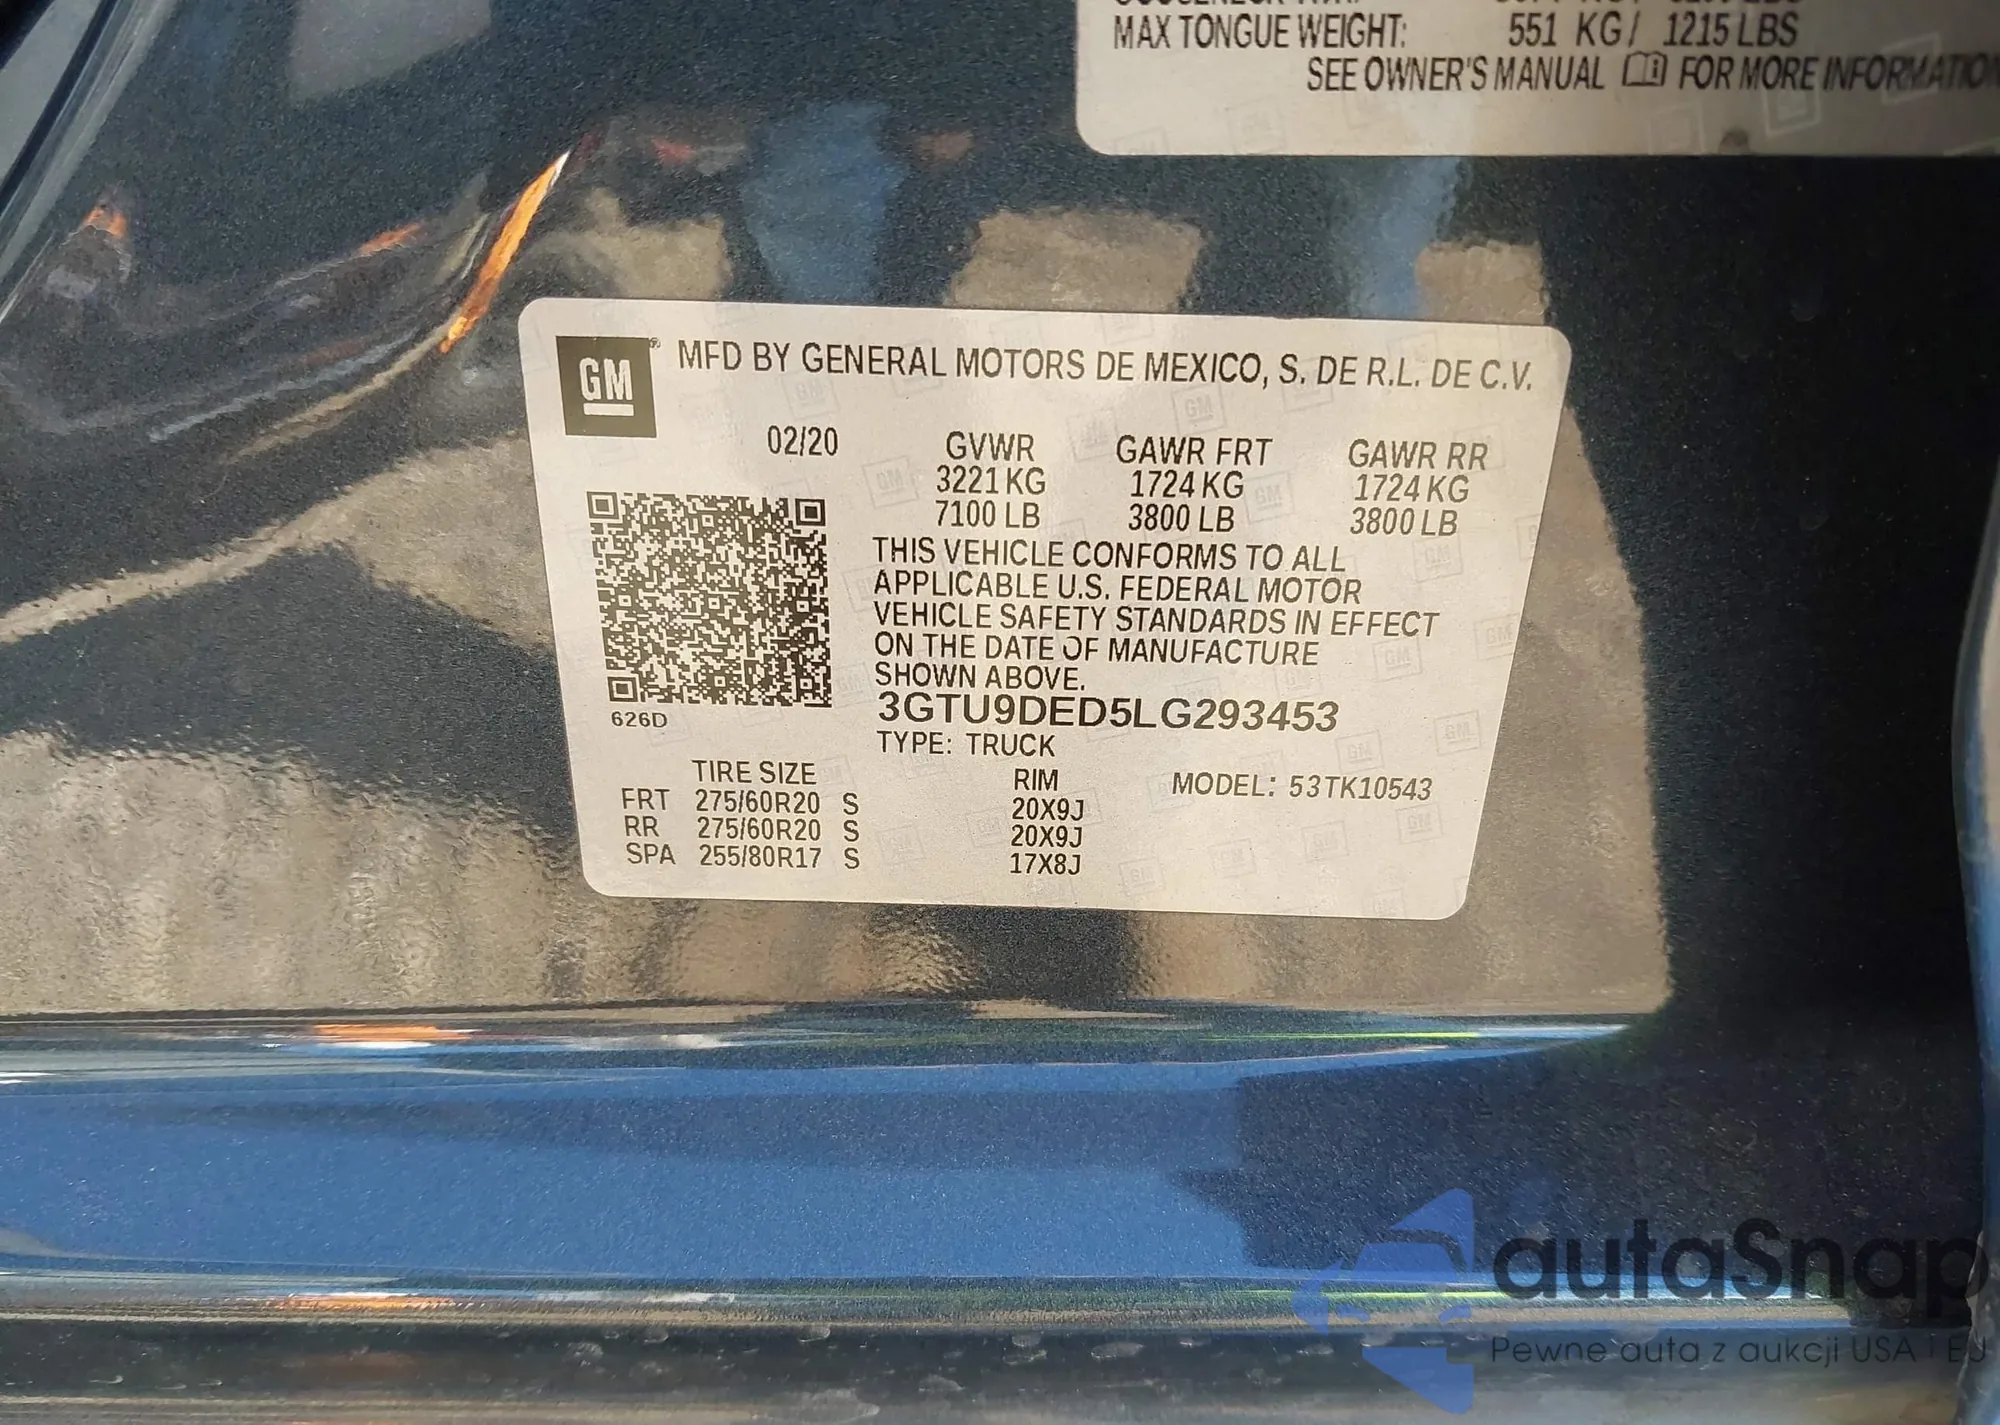 MAX TONGUE WEIGHT: 551 KG / 1215 LBS
SEE OWNER'S MANUAL FOR MORE INFORMATION
GM
MFD BY GENERAL MOTORS DE MEXICO, S. DE R.L. DE C.V.
02/20 GVWR GAWR FRT GAWR RR
3221 KG 1724 KG 1724 KG
7100 LB 3800 LB 3800 LB
THIS VEHICLE CONFORMS TO ALL
APPLICABLE U.S. FEDERAL MOTOR
VEHICLE SAFETY STANDARDS IN EFFECT
ON THE DATE OF MANUFACTURE
SHOWN ABOVE.
626D
3GTU9DED5LG293453
TYPE: TRUCK
TIRE SIZE RIM MODEL: 53TK10543
FRT 275/60R20 S 20X9J
RR 275/60R20 S 20X9J
SPA 255/80R17 S 17X8J
autaSnap
Pewne auta z aukcji USA i EU